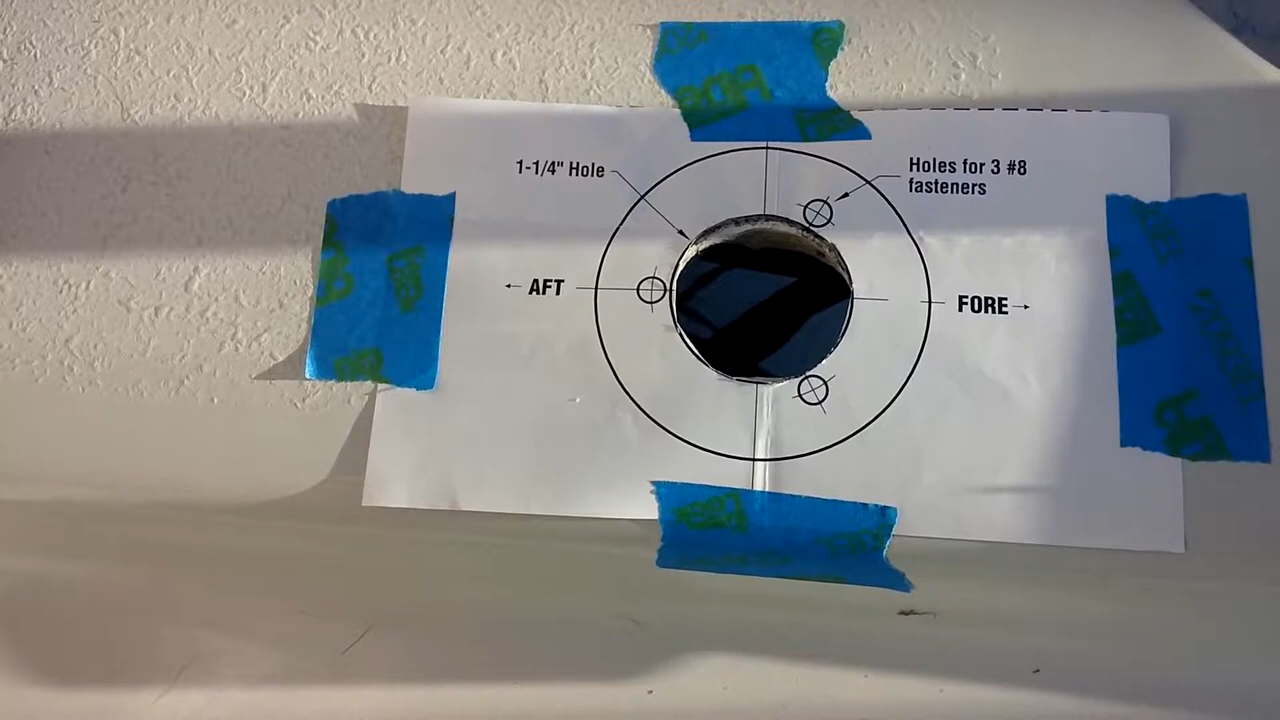 1-1/4" Hole
Holes for 3 #8
fasteners
← AFT
FORE →